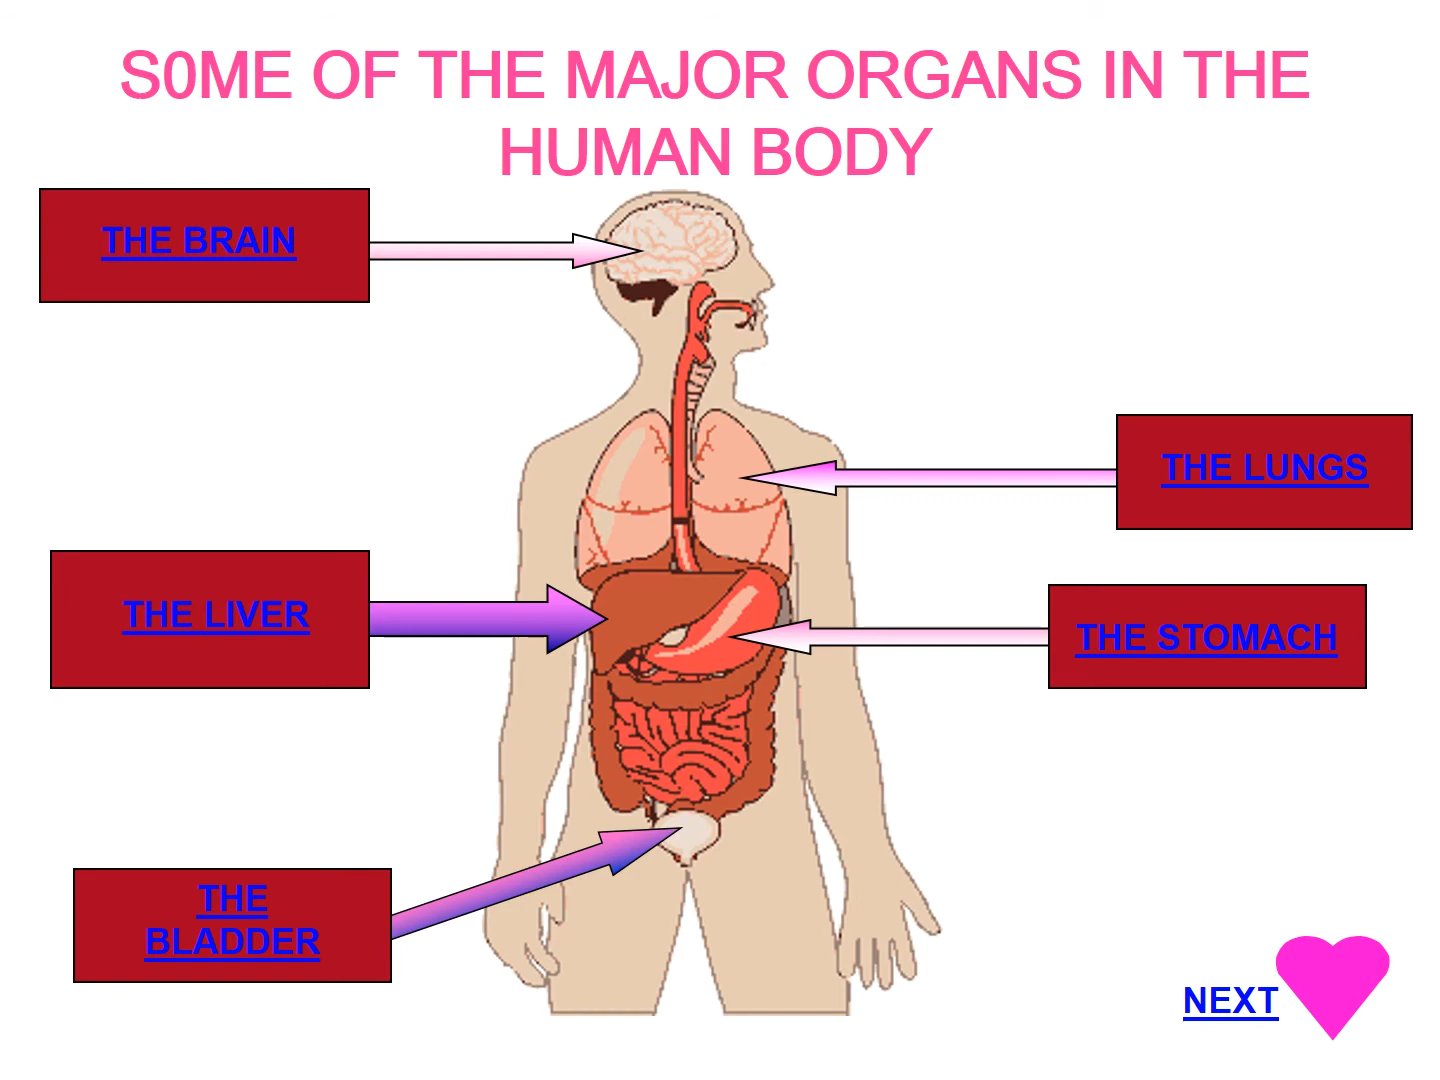 S0ME OF THE MAJOR ORGANS IN THE
HUMAN BODY
THE BRAIN
THE LUNGS
THE LIVER
THE STOMACH
THE
BLADDER
NEXT